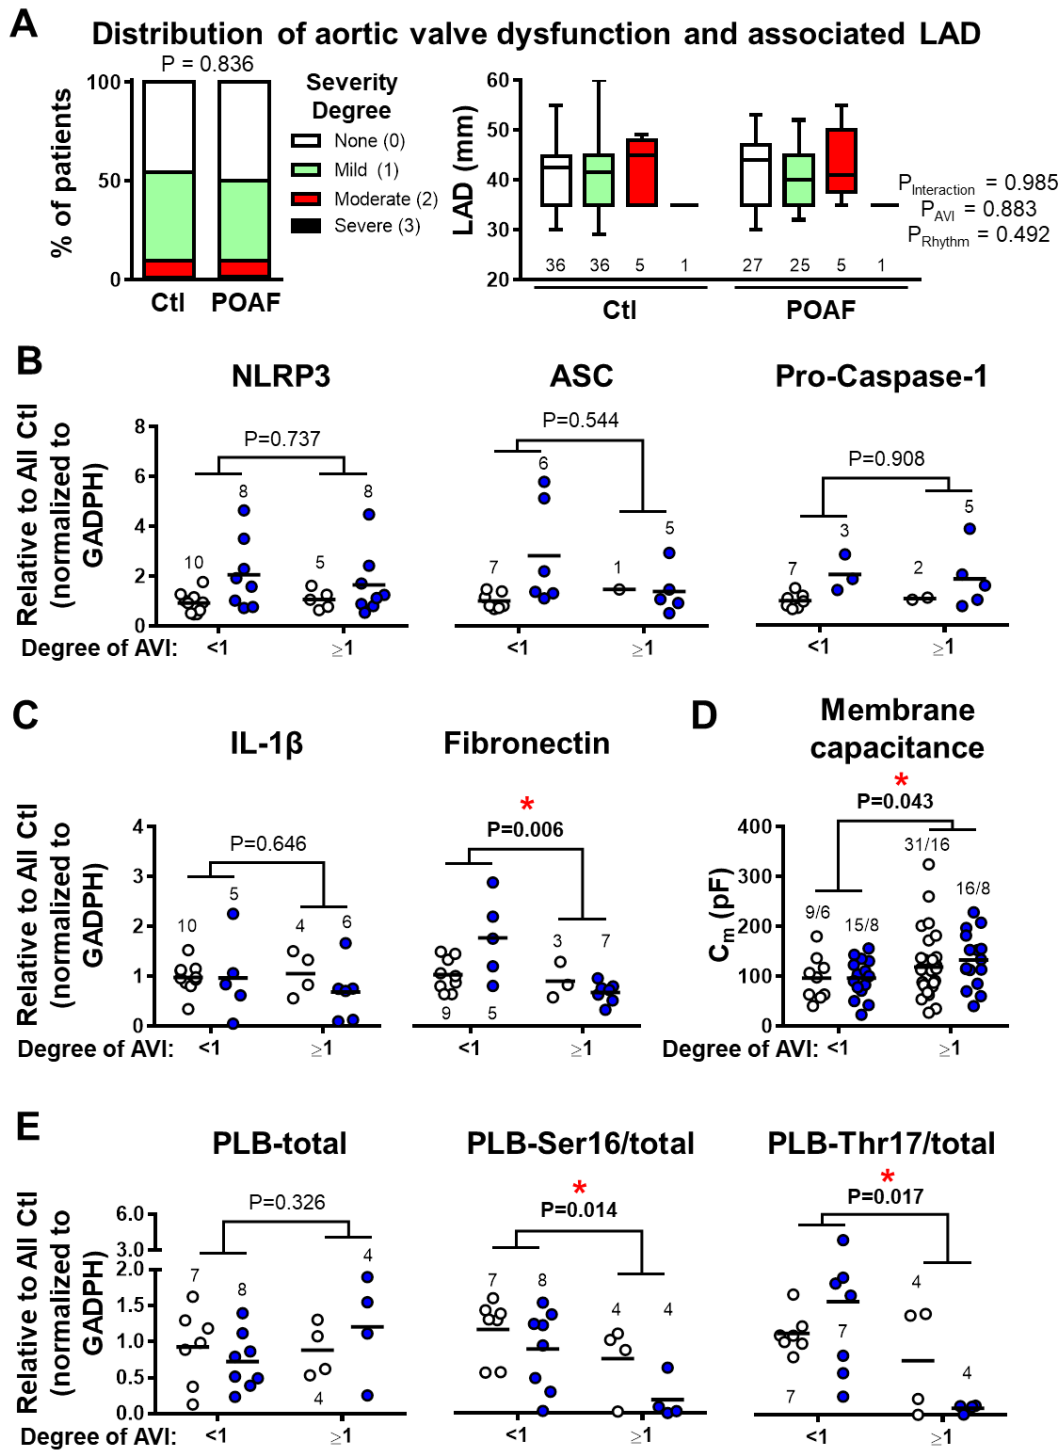 A
Distribution of aortic valve dysfunction and associated LAD
P = 0.836
% of patients
100
50
0
Ctl
POAF
Severity
Degree
None (0)
Mild (1)
Moderate (2)
Severe (3)
LAD (mm)
60
50
40
30
20
36
36
5
1
27
25
5
1
Ctl
POAF
PInteraction = 0.985
PAVI = 0.883
PRhythm = 0.492
B
NLRP3
ASC
Pro-Caspase-1
Relative to All Ctl
(normalized to
GADPH)
8
6
4
2
0
P=0.737
10
8
5
8
P=0.544
7
6
1
5
P=0.908
7
3
2
5
Degree of AVI:
<1
≥1
<1
≥1
<1
≥1
C
IL-1β
Fibronectin
Relative to All Ctl
(normalized to
GADPH)
4
3
2
1
0
P=0.646
10
5
4
6
*
P=0.006
9
5
3
7
Degree of AVI:
<1
≥1
<1
≥1
D
Membrane
capacitance
*
P=0.043
Cm (pF)
400
300
200
100
0
9/6
15/8
31/16
16/8
Degree of AVI:
<1
≥1
E
PLB-total
PLB-Ser16/total
PLB-Thr17/total
Relative to All Ctl
(normalized to
GADPH)
6.0
3.0
2.0
1.5
1.0
0.5
0.0
P=0.326
7
8
4
4
*
P=0.014
7
8
4
4
*
P=0.017
7
7
4
4
Degree of AVI:
<1
≥1
<1
≥1
<1
≥1